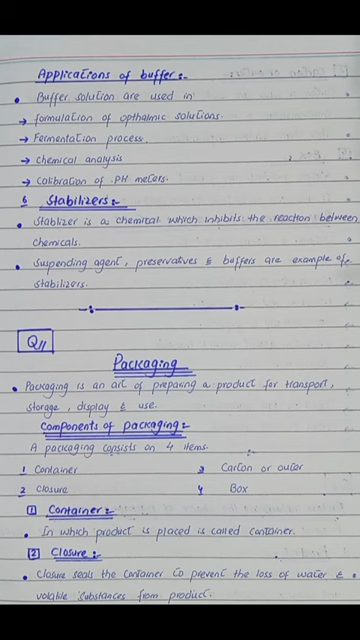 Applications of buffer:-
• Buffer solution are used in
→ formulation of opthalmic solutions.
→ Fermentation process.
→ chemical analysis
→ Calibration of PH meters.
6 Stabilizers:-
• Stablizer is a chemical which inhibits the reaction between
chemicals.
• Suspending agent, preservatives & buffers are example of
stabilizers.
Q11
Packaging
• Packaging is an art of preparing a product for transport,
storage, display & use.
Components of packaging:-
A packaging consists on 4 items.
1 Container 3 Carton or outer
2 Closure 4 Box
1 Container:-
• In which product is placed is called container.
2 Closure:-
• Closure seals the container to prevent the loss of water &
volatile substances from product.